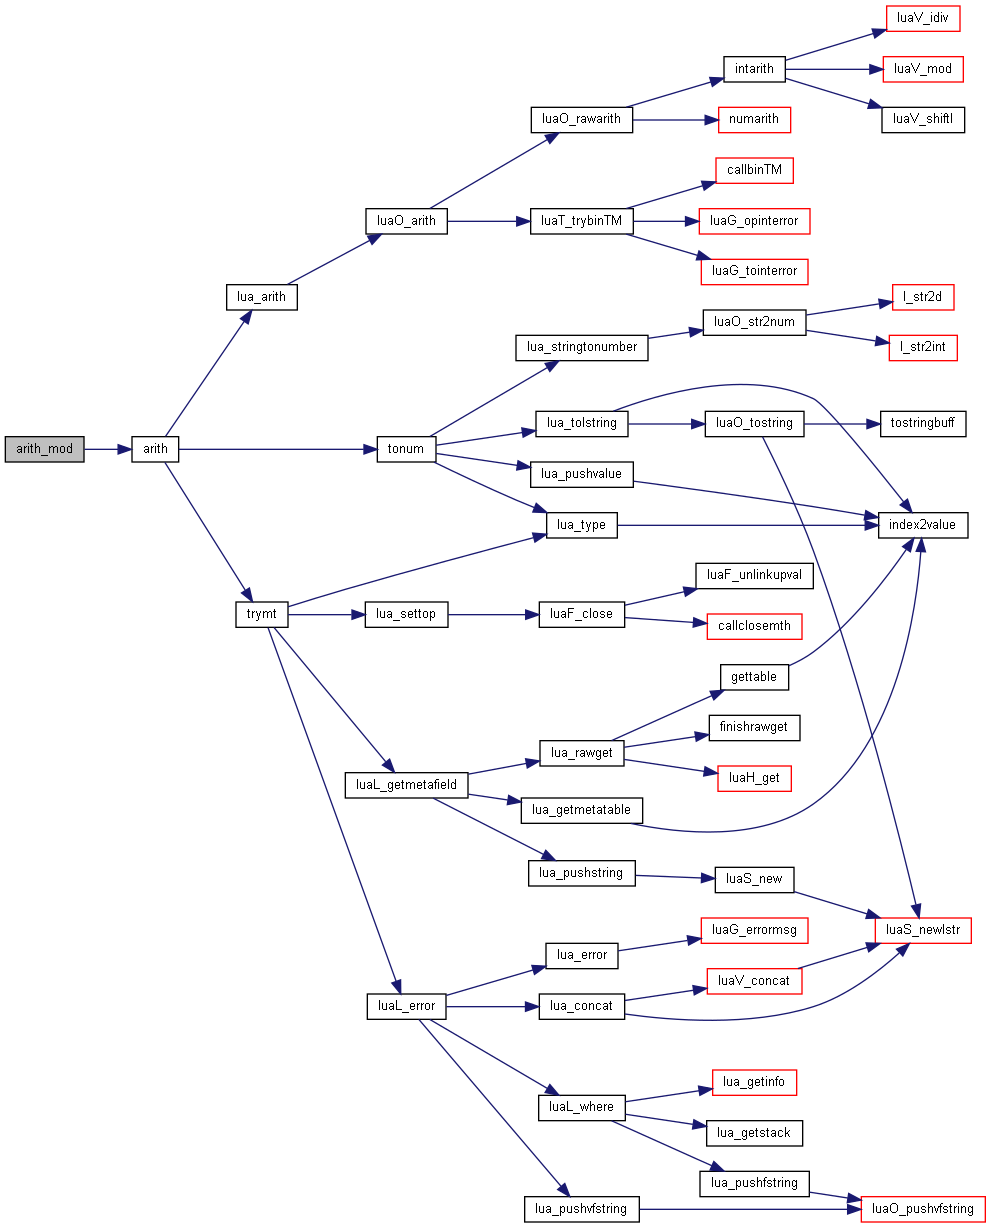 luaV_idiv
intarith
luaV_mod
luaO_rawarith
numarith
luaV_shiftl
callbinTM
luaO_arith
luaT_trybinTM
luaG_opinterror
luaG_tointerror
lua_arith
l_str2d
luaO_str2num
lua_stringtonumber
l_str2int
lua_tolstring
luaO_tostring
tostringbuff
arith_mod
arith
tonum
lua_pushvalue
lua_type
index2value
luaF_unlinkupval
trymt
lua_settop
luaF_close
callclosemth
gettable
finishrawget
lua_rawget
luaH_get
luaL_getmetafield
lua_getmetatable
lua_pushstring
luaS_new
luaG_errormsg
luaS_newlstr
lua_error
luaV_concat
luaL_error
lua_concat
lua_getinfo
luaL_where
lua_getstack
lua_pushfstring
lua_pushvfstring
luaO_pushvfstring